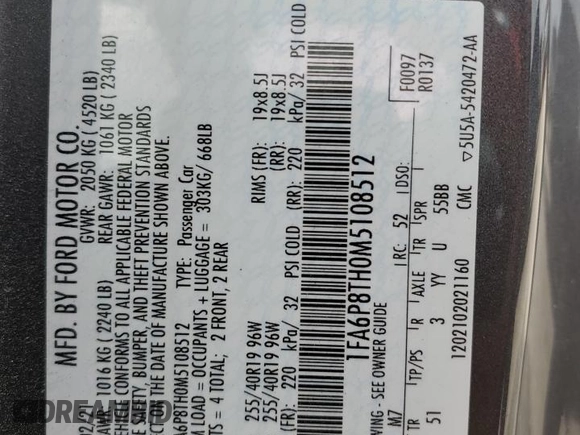 MFD. BY FORD MOTOR CO.
GVWR: 2050 KG ( 4520 LB)
1016 KG ( 2240 LB) REAR GAWR: 1061 KG ( 2340 LB)
CONFORMS TO ALL APPLICABLE FEDERAL MOTOR
SAFETY, BUMPER, AND THEFT PREVENTION STANDARDS
THE DATE OF MANUFACTURE SHOWN ABOVE.
1FA6P8TH0M5108512 TYPE: Passenger Car
LOAD = OCCUPANTS + LUGGAGE = 303KG/ 668LB
= 4 TOTAL; 2 FRONT, 2 REAR
255/40R19 96W RIMS (FR): 19x8.5J
255/40R19 96W (RR): 19x8.5J
(FR): 220 kPa/ 32 PSI COLD (RR): 220 kPa/ 32 PSI COLD
1FA6P8TH0M5108512
- SEE OWNER GUIDE
M7 RC: 52 DSO: F0097
R0137
TR TP/PS R AXLE TR SPR
51 3 YY U 55BB
1202102021160 CMC ▽5U5A-5420472-AA
DREAMBID